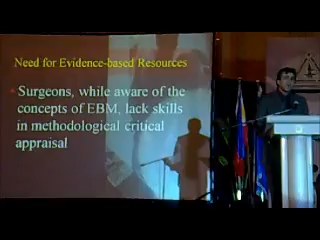 Need for Evidence-based Resources
Surgeons, while aware of the
concepts of EBM, lack skills
in methodological critical
appraisal